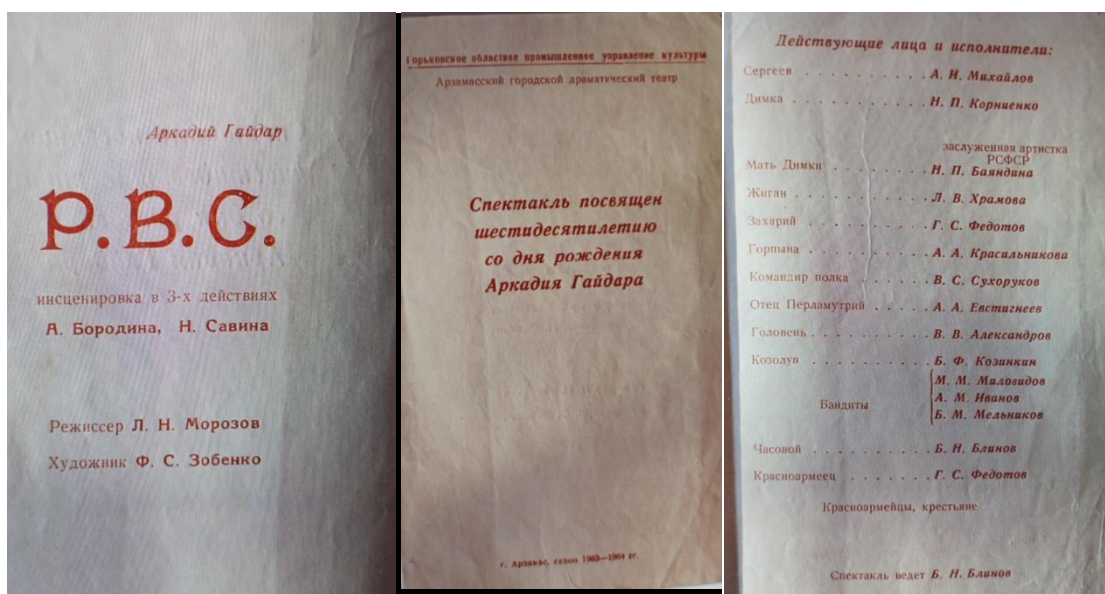 Аркадий Гайдар
Р.В.С.
инсценировка в 3-х действиях
А. Бородина, Н. Савина
Режиссер Л. Н. Морозов
Художник Ф. С. Зобенко
Горьковское областное промышленное управление культуры
Арзамасский городской драматический театр
Спектакль посвящен
шестидесятилетию
со дня рождения
Аркадия Гайдара
г. Арзамас, сезон 1963—1964 гг.
Действующие лица и исполнители:
Сергеев . . . . . . . . . . А. И. Михайлов
Димка . . . . . . . . . . Н. П. Корниенко
заслуженная артистка
РСФСР
Мать Димки . . . . . . . . Н. П. Баяндина
Жиган . . . . . . . . . . Л. В. Храмова
Захарий . . . . . . . . . Г. С. Федотов
Горпына . . . . . . . . . А. А. Красильникова
Командир полка . . . . . . В. С. Сухоруков
Отец Перламутрий . . . . . А. А. Евстигнеев
Головень . . . . . . . . . В. В. Александров
Козолуп . . . . . . . . . Б. Ф. Козинкин
М. М. Миловидов
Бандиты А. М. Иванов
Б. М. Мельников
Часовой . . . . . . . . . Б. Н. Блинов
Красноармеец . . . . . . . Г. С. Федотов
Красноармейцы, крестьяне
Спектакль ведет Б. Н. Блинов